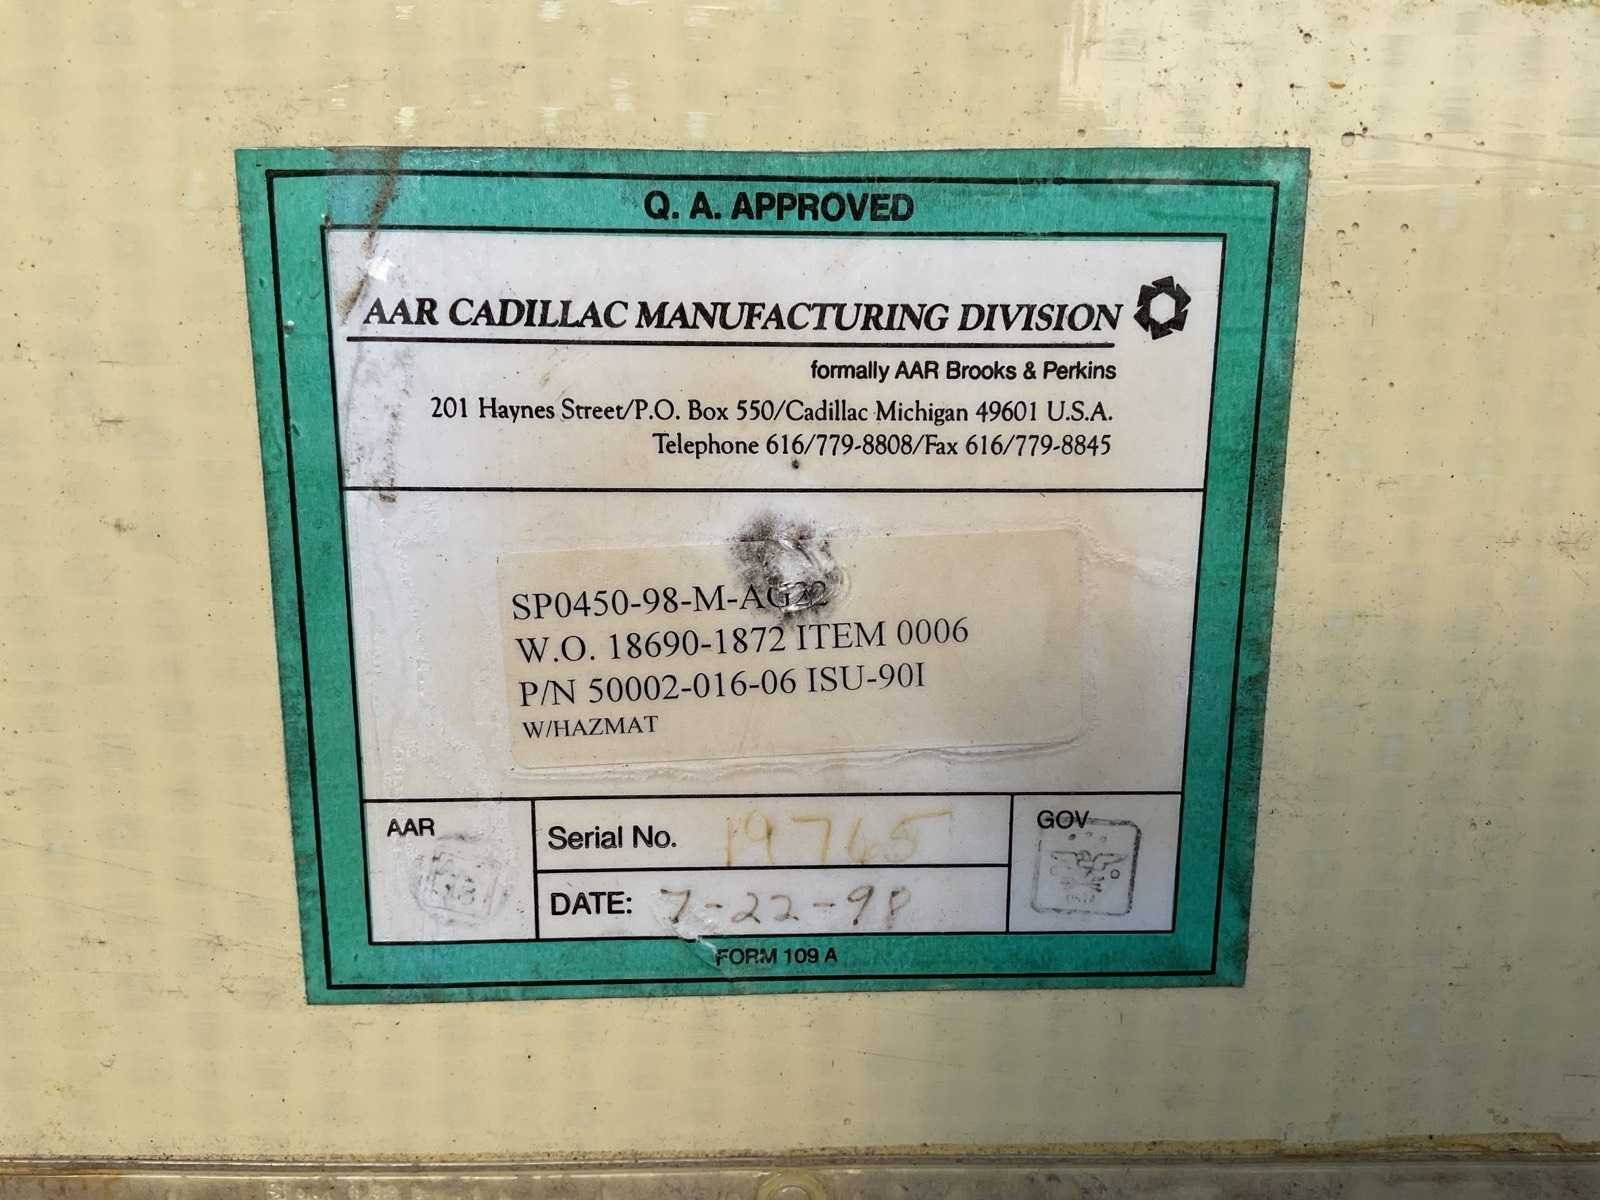 Q. A. APPROVED
AAR CADILLAC MANUFACTURING DIVISION
formally AAR Brooks & Perkins
201 Haynes Street/P.O. Box 550/Cadillac Michigan 49601 U.S.A.
Telephone 616/779-8808/Fax 616/779-8845
SP0450-98-M-AG22
W.O. 18690-1872 ITEM 0006
P/N 50002-016-06 ISU-90I
W/HAZMAT
AAR
Serial No. 19765
GOV
DATE: 7-22-98
FORM 109 A